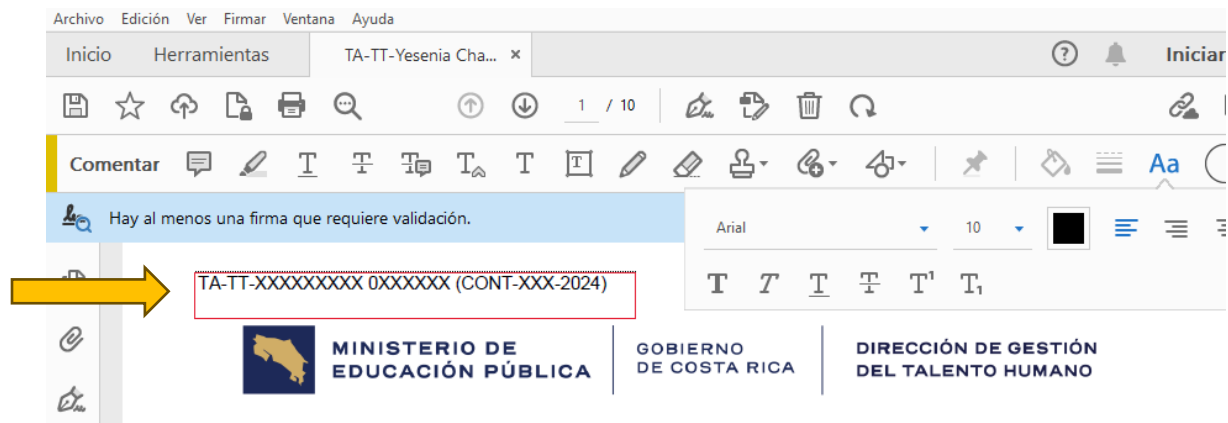 Archivo Edición Ver Firmar Ventana Ayuda
Inicio Herramientas TA-TT-Yesenia Cha... × ? Iniciar
1 / 10
Comentar T T T T T T Aa
Hay al menos una firma que requiere validación.
Arial 10
T T T T T¹ T₁
TA-TT-XXXXXXXXX 0XXXXXX (CONT-XXX-2024)
MINISTERIO DE
EDUCACIÓN PÚBLICA
GOBIERNO
DE COSTA RICA
DIRECCIÓN DE GESTIÓN
DEL TALENTO HUMANO